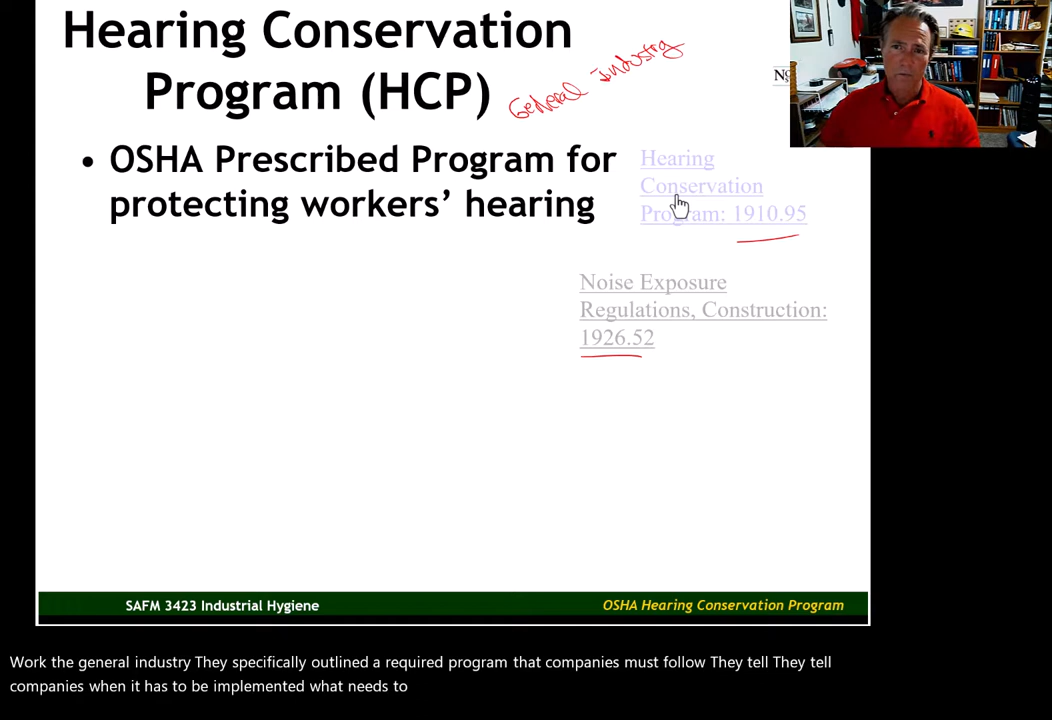 Hearing Conservation
Program (HCP)
General Industry
• OSHA Prescribed Program for
protecting workers' hearing
Hearing
Conservation
Program: 1910.95
Noise Exposure
Regulations, Construction:
1926.52
SAFM 3423 Industrial Hygiene
OSHA Hearing Conservation Program
Work the general industry They specifically outlined a required program that companies must follow They tell They tell
companies when it has to be implemented what needs to